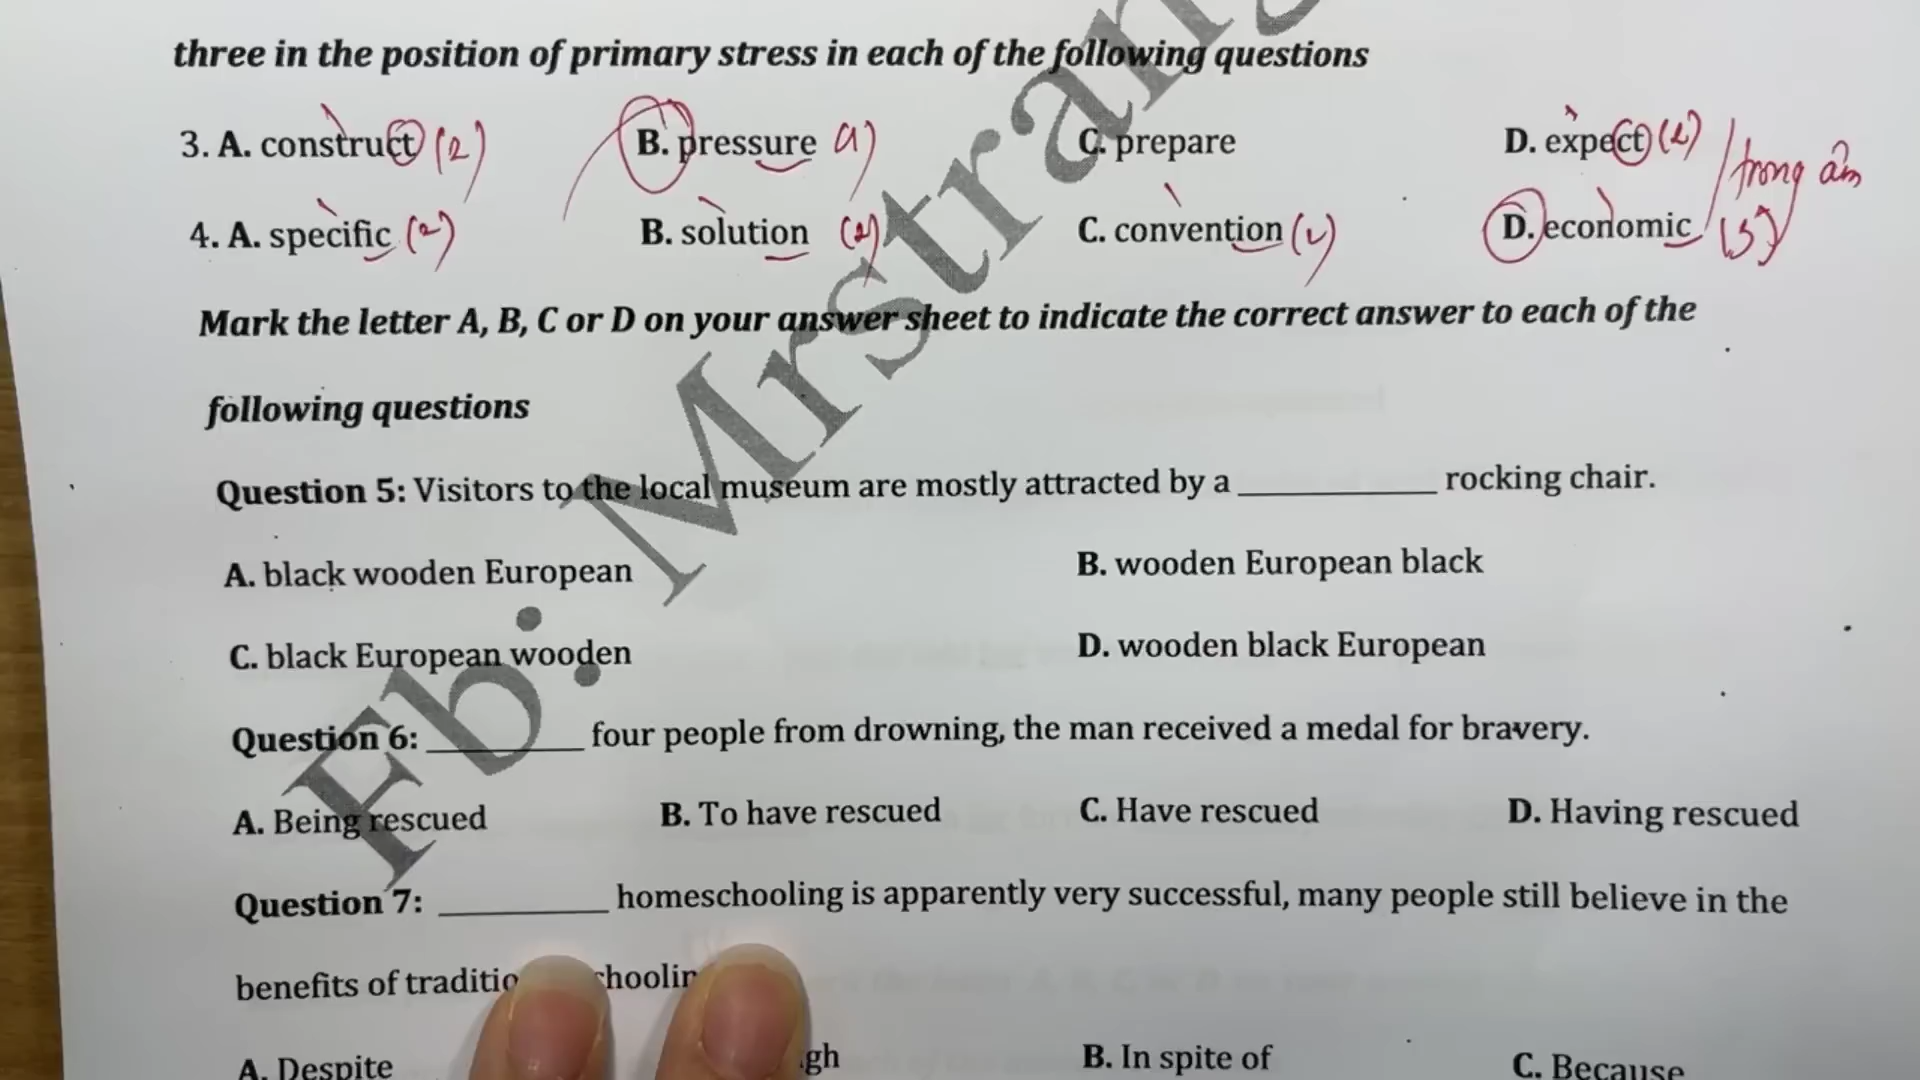 three in the position of primary stress in each of the following questions
3. A. construct (2) B. pressure (1) C. prepare D. expect (2) trọng âm
4. A. specific (2) B. solution (2) C. convention (2) D. economic (3)
Mark the letter A, B, C or D on your answer sheet to indicate the correct answer to each of the
following questions
Question 5: Visitors to the local museum are mostly attracted by a __________ rocking chair.
A. black wooden European B. wooden European black
C. black European wooden D. wooden black European
Question 6: ________ four people from drowning, the man received a medal for bravery.
A. Being rescued B. To have rescued C. Have rescued D. Having rescued
Question 7: _________ homeschooling is apparently very successful, many people still believe in the
benefits of
A. Despite B. In spite of C. Because
Fb: Mrstrang